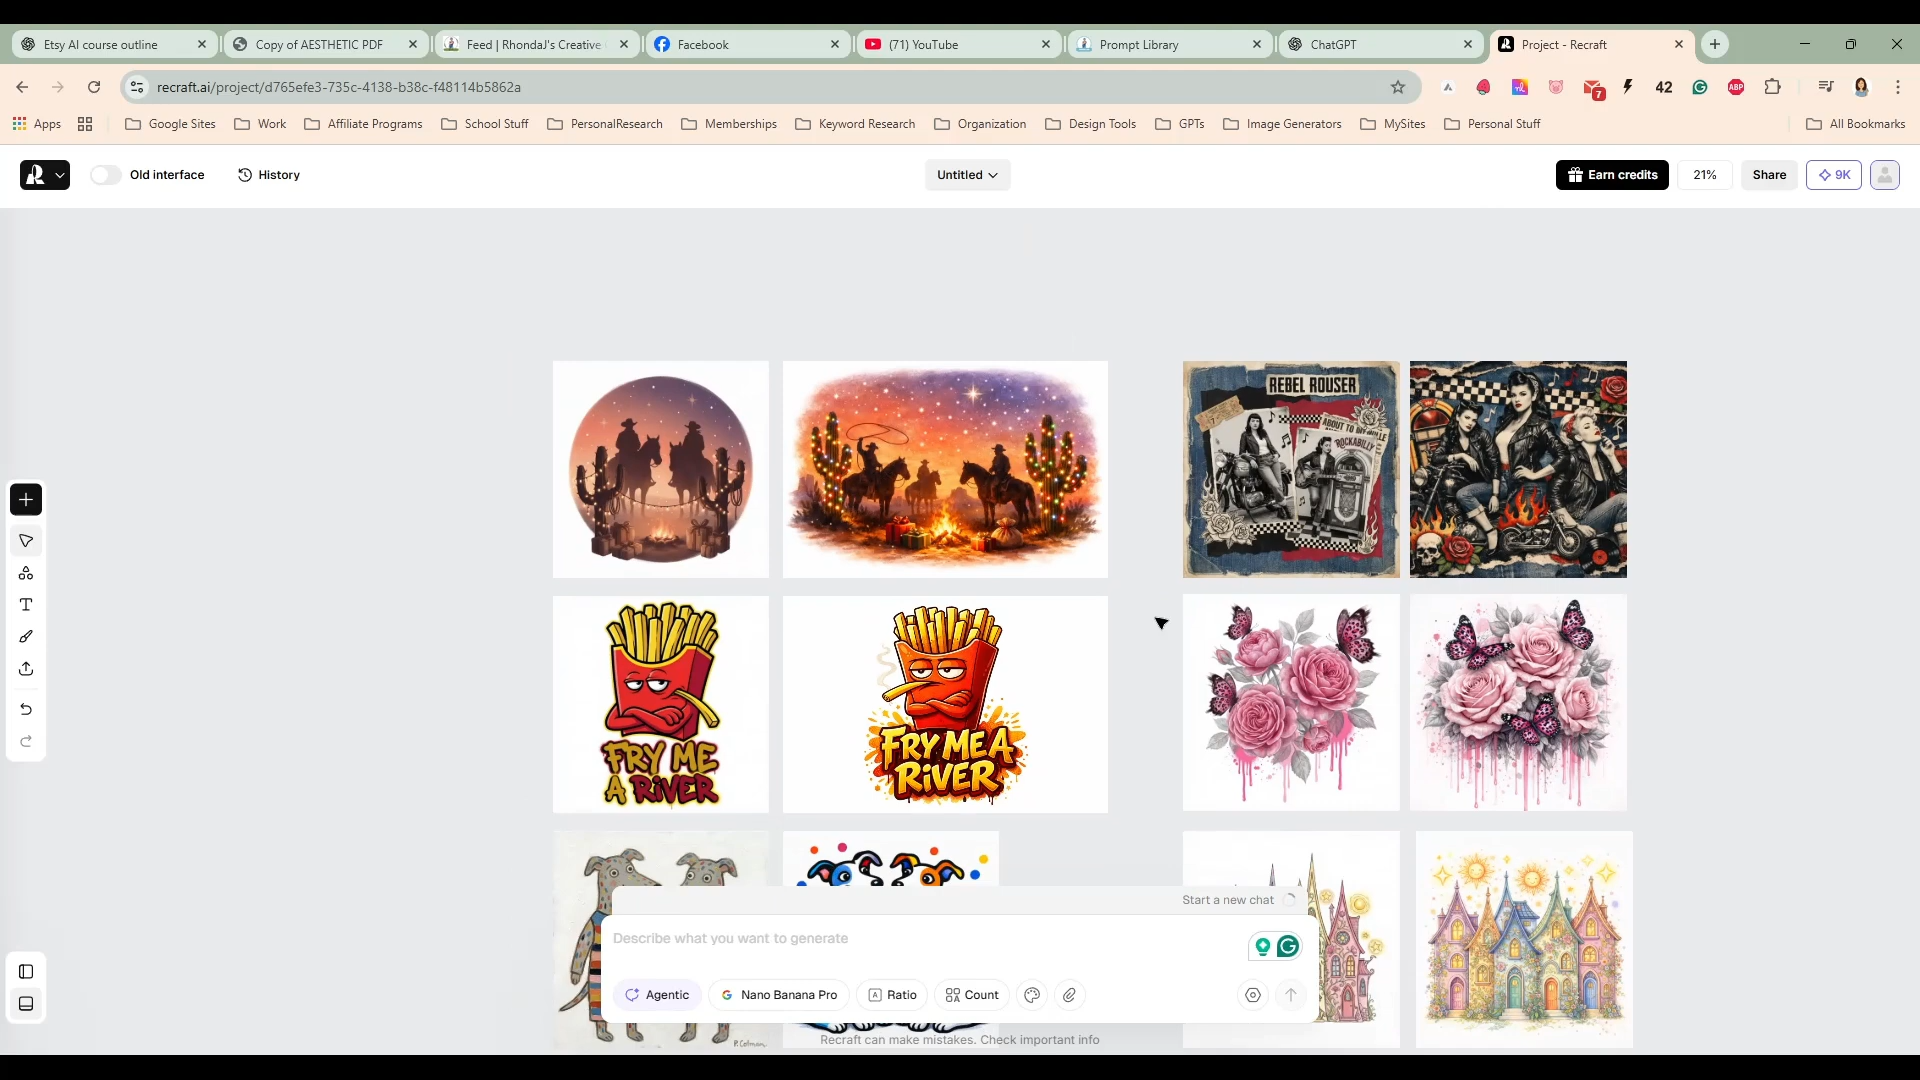 Etsy AI course outline
Copy of AESTHETIC PDF
Feed | RhondaJ's Creative
Facebook
(71) YouTube
Prompt Library
ChatGPT
Project - Recraft
recraft.ai/project/d765efe3-735c-4138-b38c-f48114b5862a
7
42
ABP
Apps
Google Sites
Work
Affiliate Programs
School Stuff
PersonalResearch
Memberships
Keyword Research
Organization
Design Tools
GPTs
Image Generators
MySites
Personal Stuff
All Bookmarks
Old interface
History
Untitled
Earn credits
21%
Share
9K
REBEL ROUSER
ROCKABILLY
FRY ME
A RIVER
FRY ME A
RIVER
Start a new chat
Describe what you want to generate
Agentic
Nano Banana Pro
Ratio
Count
Recraft can make mistakes. Check important info